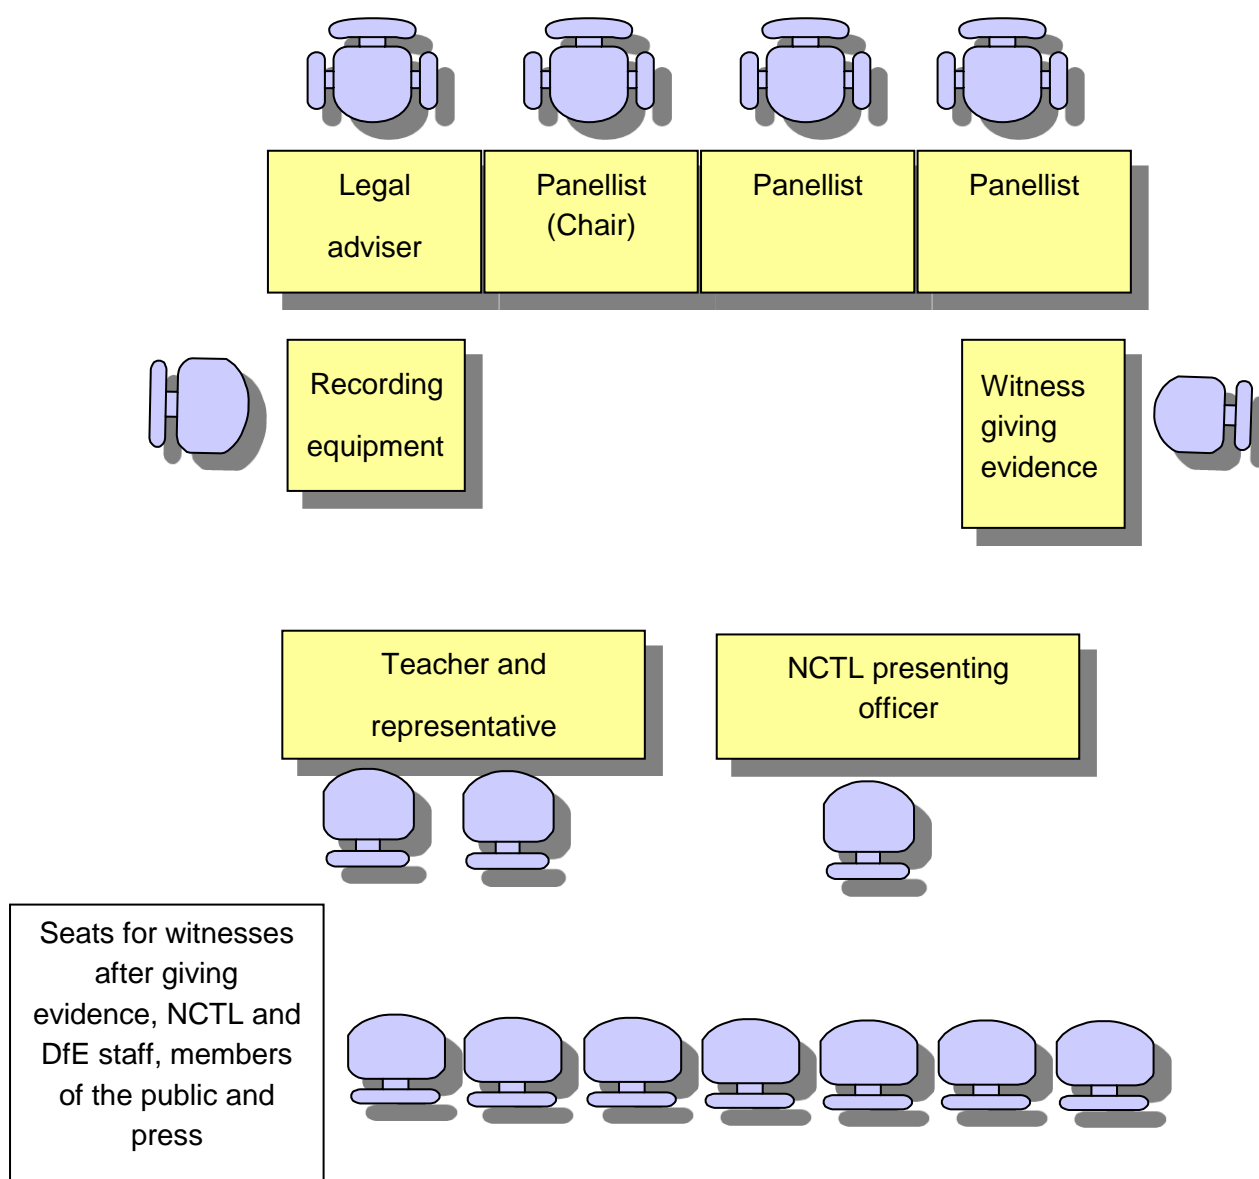 Legal
adviser
Panellist
(Chair)
Panellist
Panellist
Recording
equipment
Witness
giving
evidence
Teacher and
representative
NCTL presenting
officer
Seats for witnesses
after giving
evidence, NCTL and
DfE staff, members
of the public and
press